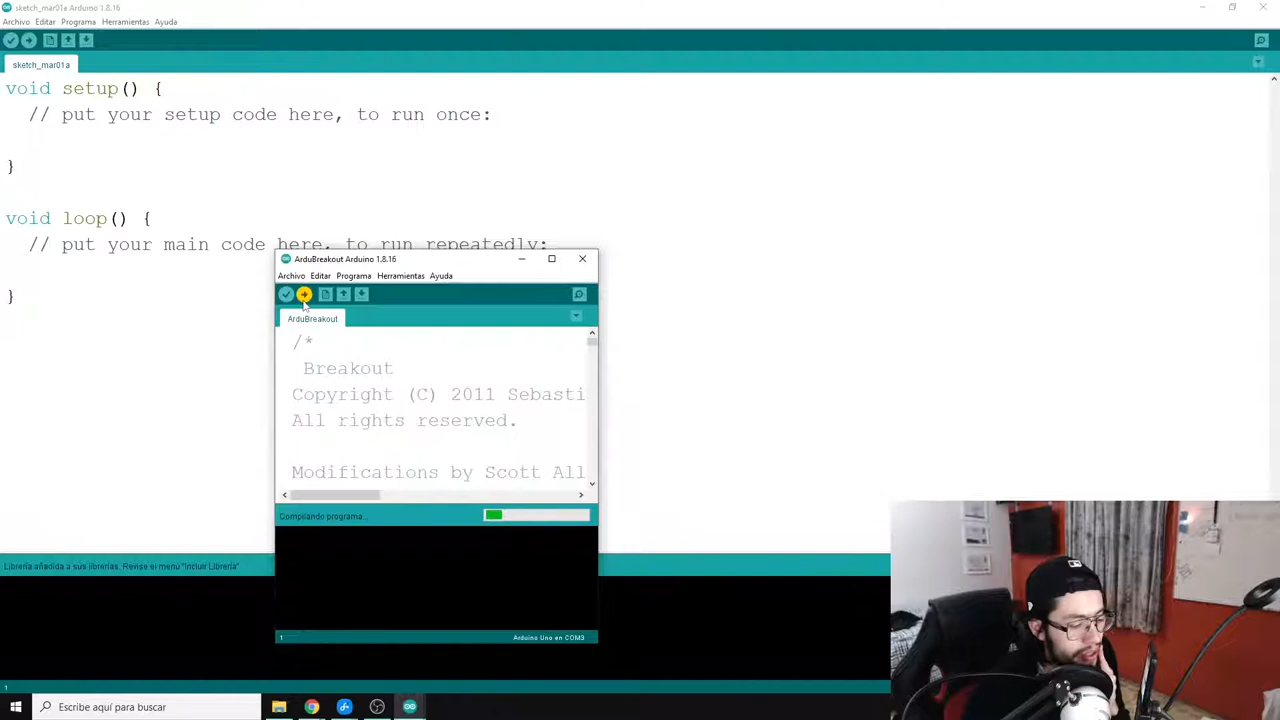 sketch_mar01a Arduino 1.8.16
Archivo Editar Programa Herramientas Ayuda
sketch_mar01a
void setup() {
// put your setup code here, to run once:
}
void loop() {
// put your main code here, to run repeatedly:
}
ArduBreakout Arduino 1.8.16
Archivo Editar Programa Herramientas Ayuda
ArduBreakout
/*
Breakout
Copyright (C) 2011 Sebasti
All rights reserved.
Modifications by Scott All
Compilando programa...
1
Arduino Uno en COM3
Librería añadida a sus librerías. Revise el menú "Incluir Librería"
1
Escribe aquí para buscar